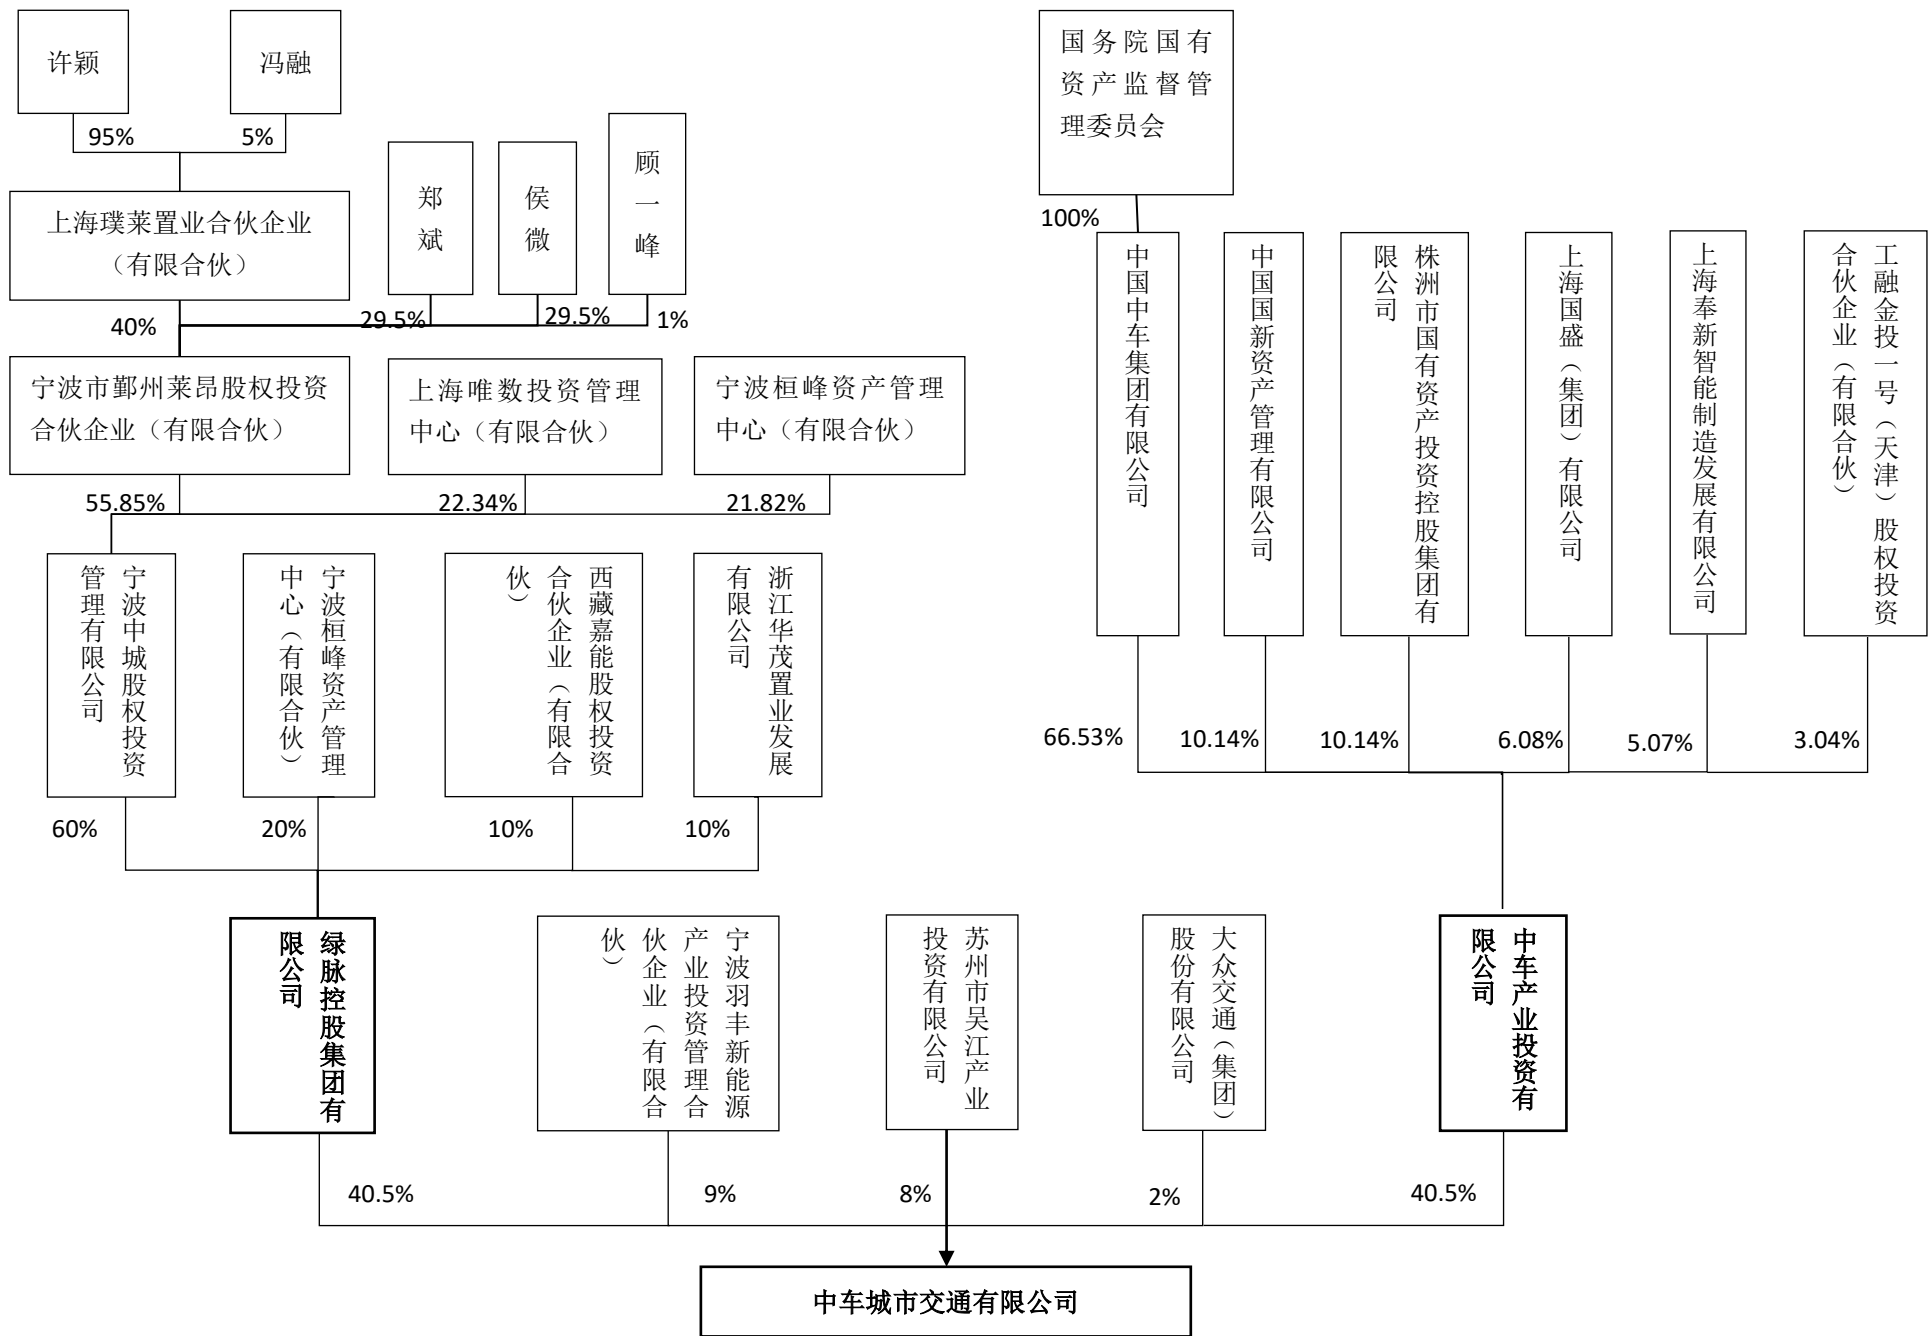 许颖
冯融
国务院国有
资产监督管
理委员会
95%
5%
郑
斌
侯
微
顾
一
峰
100%
上海璞莱置业合伙企业
（有限合伙）
40%
29.5%
29.5%
1%
宁波市鄞州莱昂股权投资
合伙企业（有限合伙）
上海唯数投资管理
中心（有限合伙）
宁波桓峰资产管理
中心（有限合伙）
中国中车集团有限公司
中国国新资产管理有限公司
株洲市国有资产投资控股集团有
限公司
上海国盛（集团）有限公司
上海奉新智能制造发展有限公司
工融金投一号（天津）股权投资
合伙企业（有限合伙）
55.85%
22.34%
21.82%
宁波中城股权投资
管理有限公司
宁波桓峰资产管理
中心（有限合伙）
西藏嘉能股权投资
合伙企业（有限合
伙）
浙江华茂置业发展
有限公司
66.53%
10.14%
10.14%
6.08%
5.07%
3.04%
60%
20%
10%
10%
绿脉控股集团有
限公司
宁波羽丰新能源
产业投资管理合
伙企业（有限合
伙）
苏州市吴江产业
投资有限公司
大众交通（集团）
股份有限公司
中车产业投资有
限公司
40.5%
9%
8%
2%
40.5%
中车城市交通有限公司